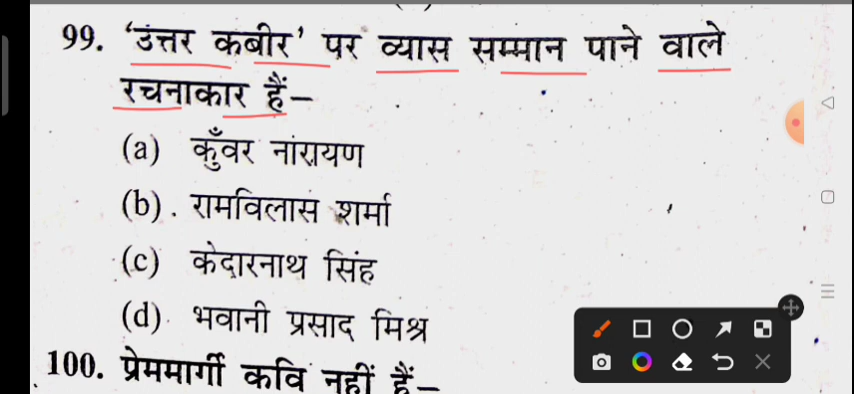 99. ‘उत्तर कबीर’ पर व्यास सम्मान पाने वाले
रचनाकार हैं–
(a) कुँवर नारायण
(b). रामविलास शर्मा
(c) केदारनाथ सिंह
(d) भवानी प्रसाद मिश्र
100. प्रेममार्गी कवि नहीं हैं–